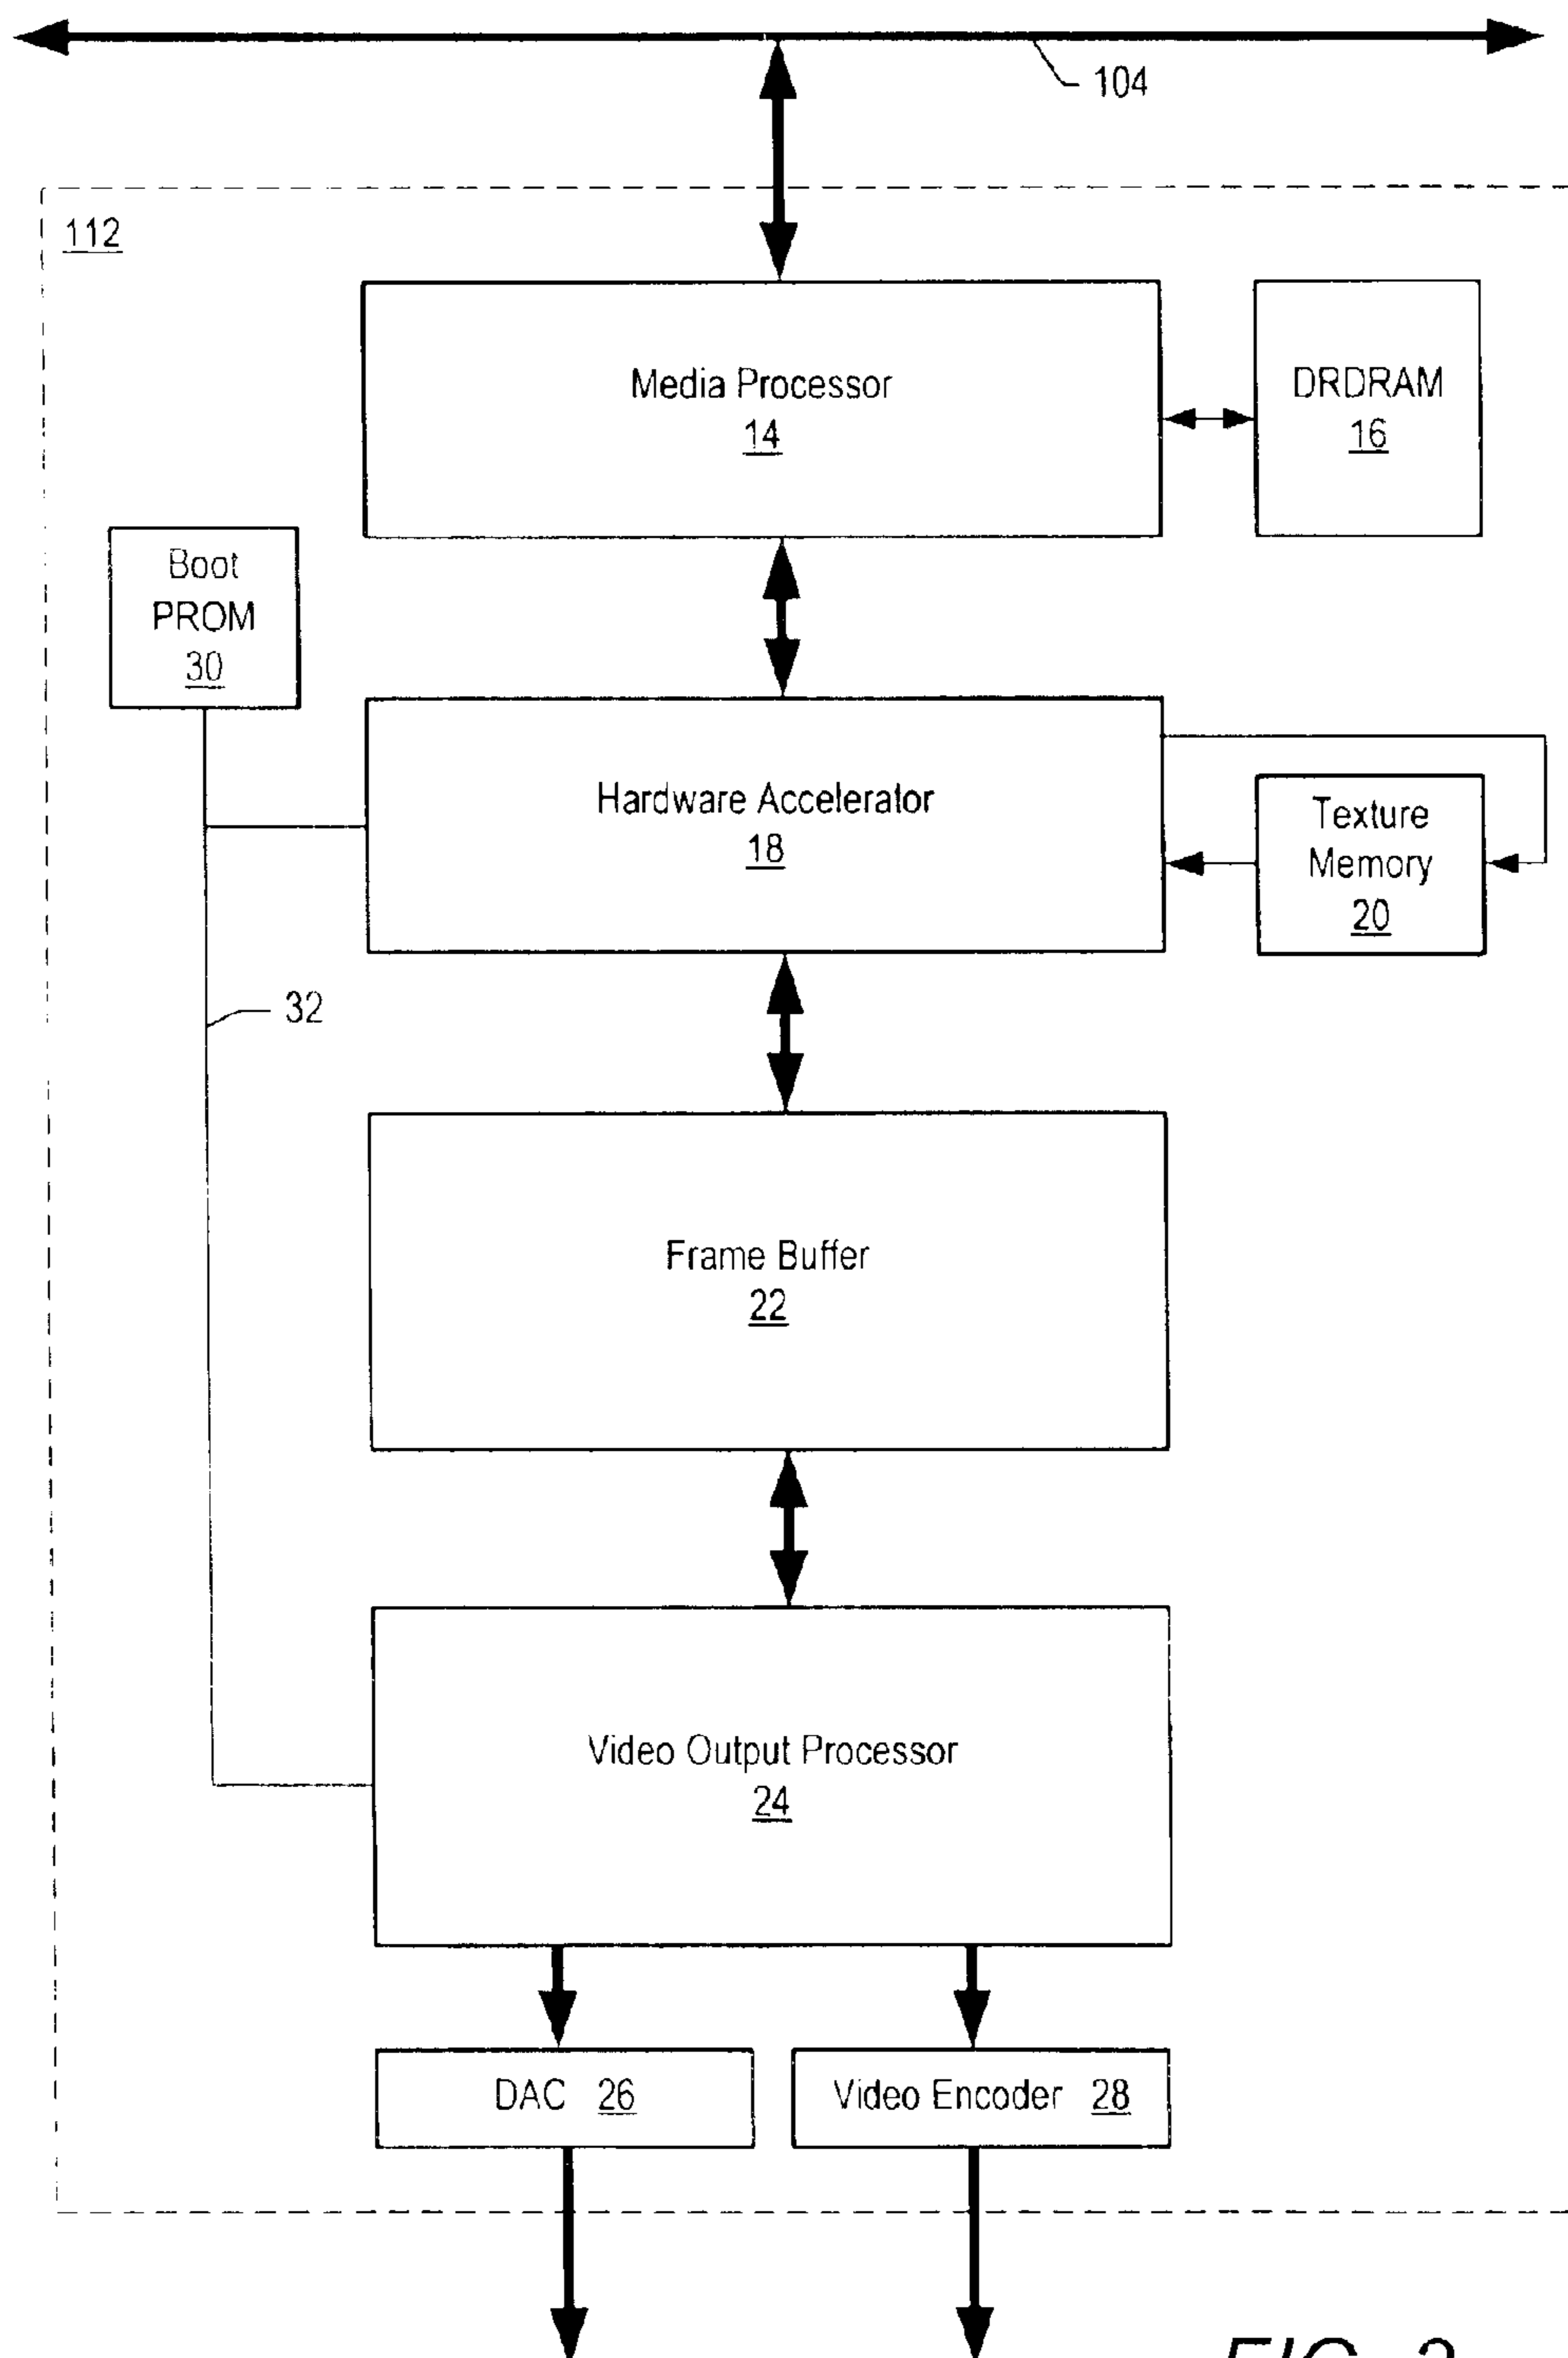 104
112
Media Processor
14
DRDRAM
16
Boot
PROM
30
Hardware Accelerator
18
Texture
Memory
20
32
Frame Buffer
22
Video Output Processor
24
DAC 26
Video Encoder 28